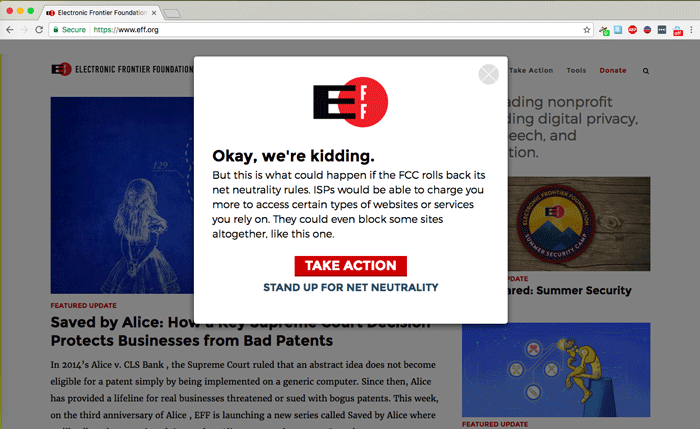 Electronic Frontier Foundation
Secure https://www.eff.org
EFF
ELECTRONIC FRONTIER FOUNDATION
Take Action Tools Donate
ading nonprofit
ding digital privacy,
eech, and
tion.
129
EFF
Okay, we're kidding.
But this is what could happen if the FCC rolls back its
net neutrality rules. ISPs would be able to charge you
more to access certain types of websites or services
you rely on. They could even block some sites
altogether, like this one.
TAKE ACTION
STAND UP FOR NET NEUTRALITY
ELECTRONIC FRONTIER FOUNDATION
EFF
SUMMER SECURITY CAMP
UPDATE
ared: Summer Security
FEATURED UPDATE
Saved by Alice: How a Key Supreme Court Decision
Protects Businesses from Bad Patents
In 2014's Alice v. CLS Bank , the Supreme Court ruled that an abstract idea does not become
eligible for a patent simply by being implemented on a generic computer. Since then, Alice
has provided a lifeline for real businesses threatened or sued with bogus patents. This week,
on the third anniversary of Alice , EFF is launching a new series called Saved by Alice where
FEATURED UPDATE